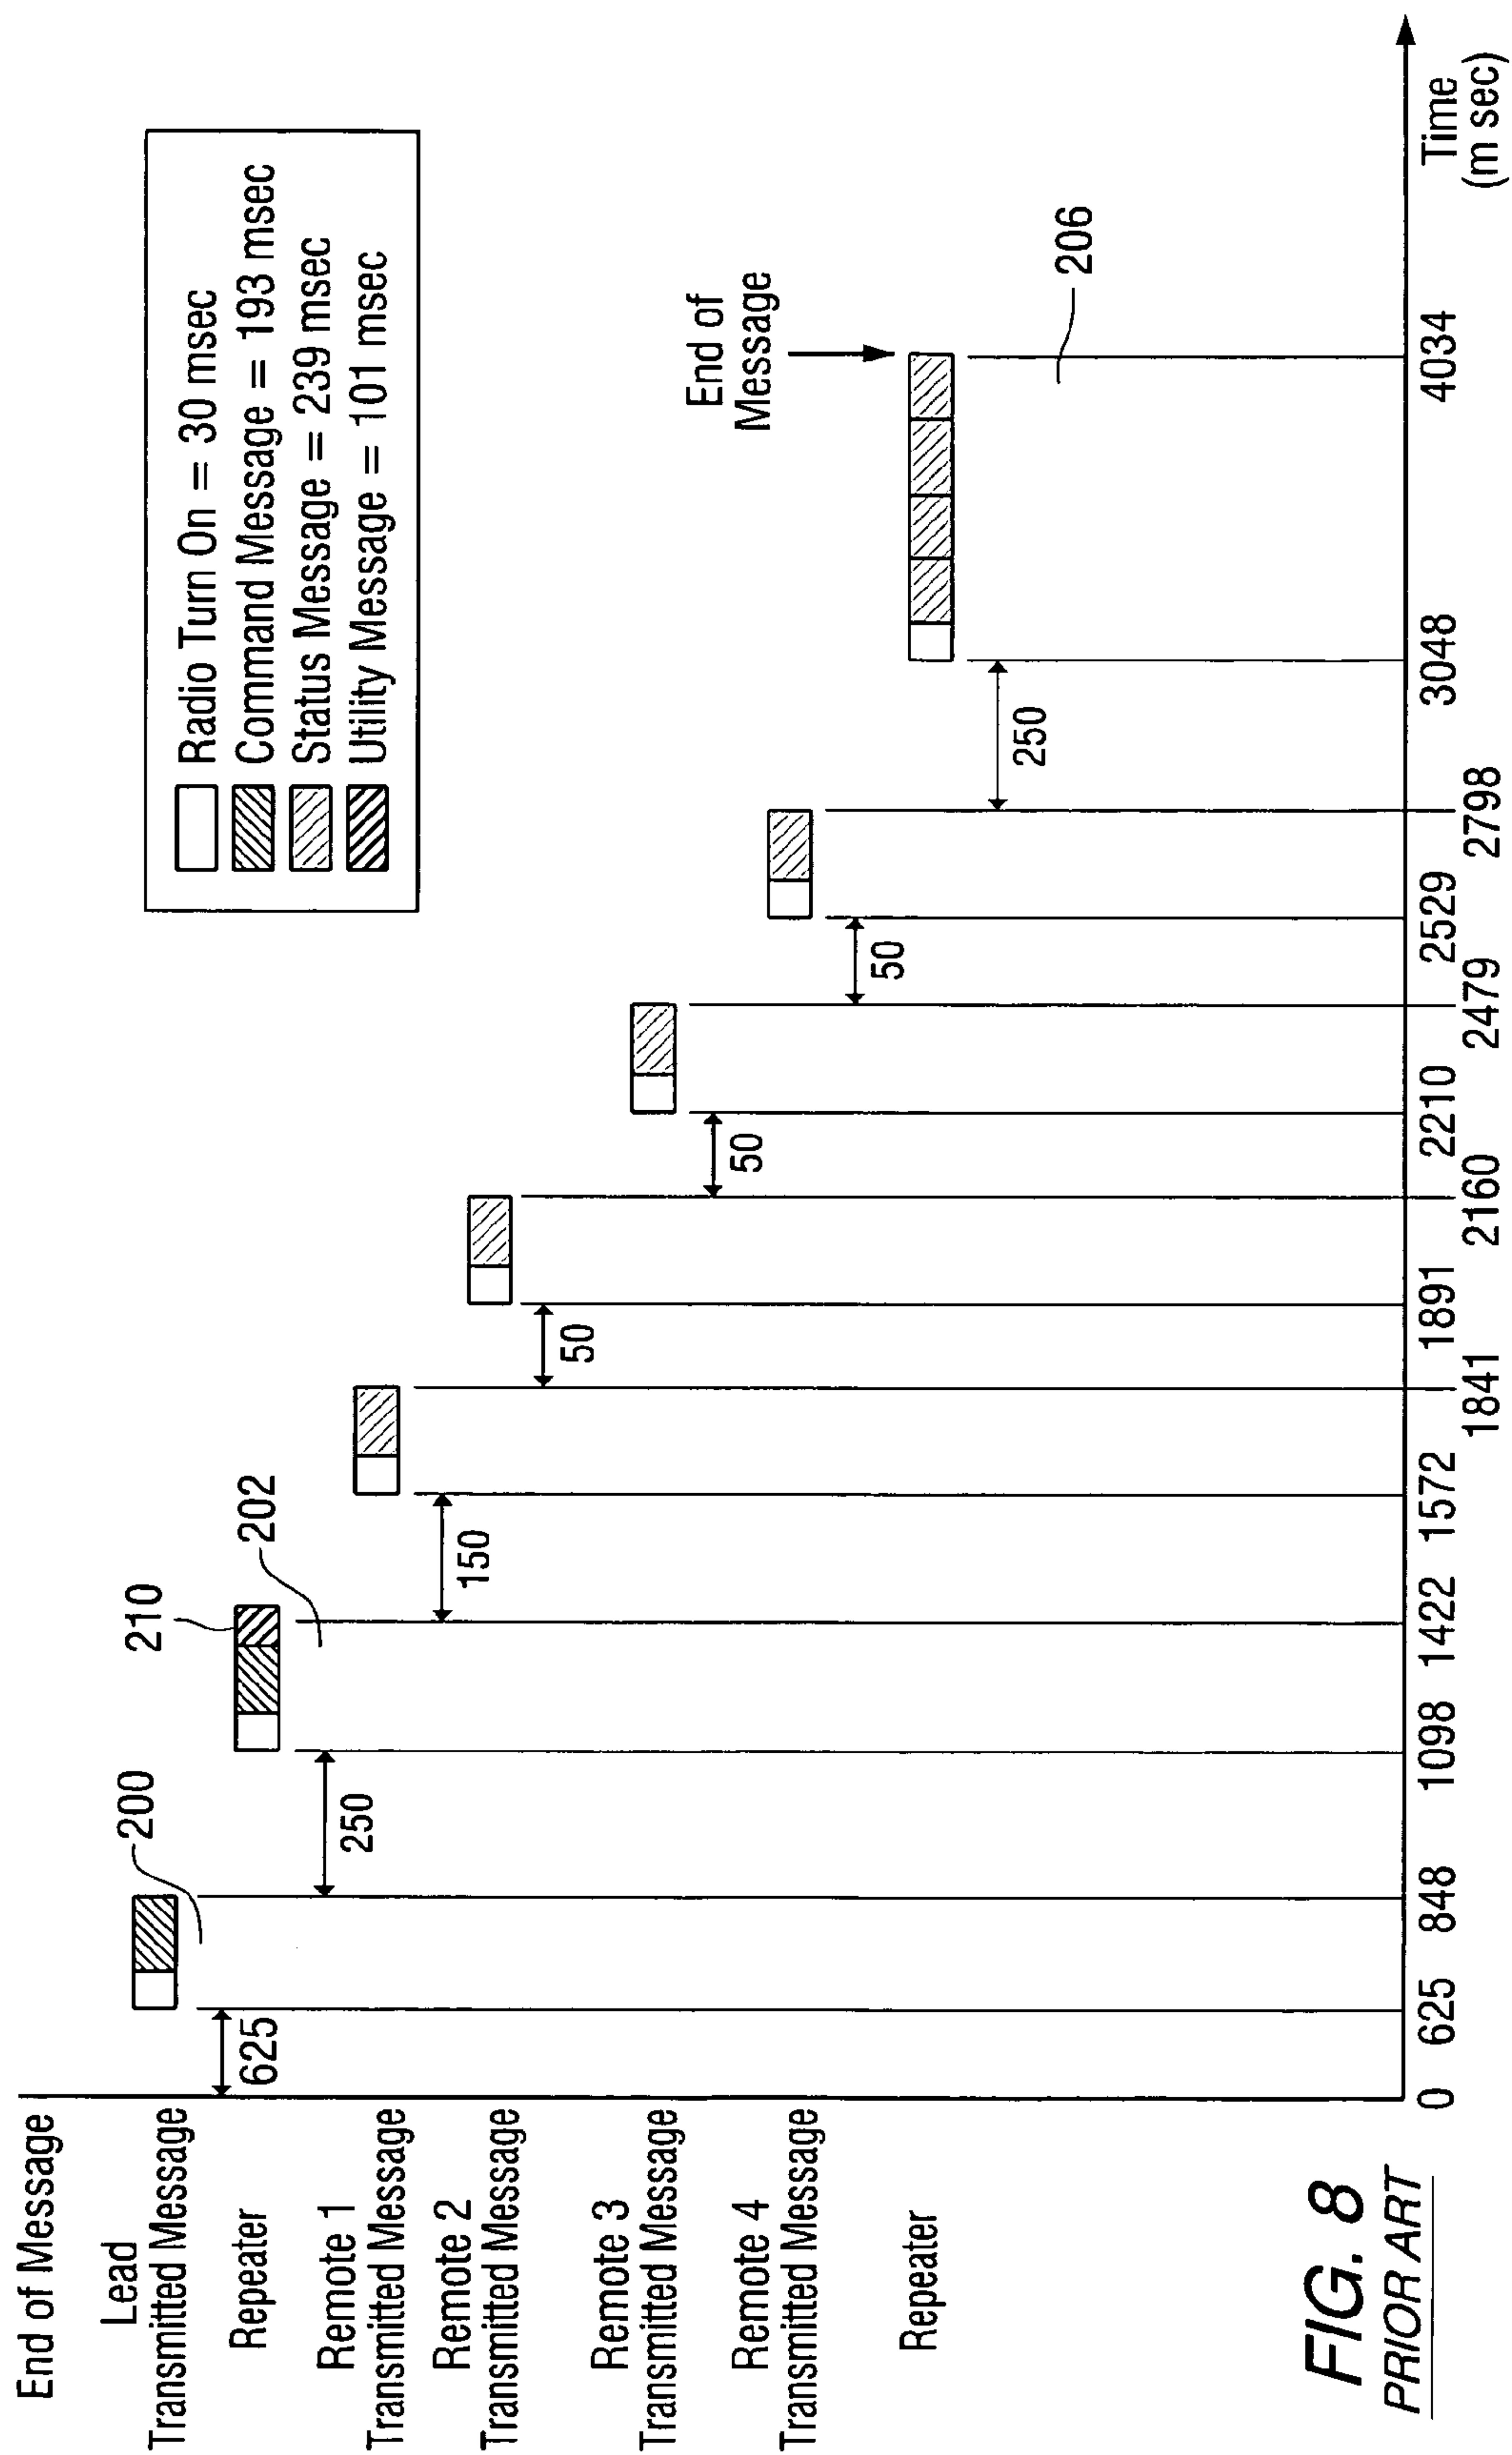 End of Message
Lead
Transmitted Message
Repeater
Remote 1
Transmitted Message
Remote 2
Transmitted Message
Remote 3
Transmitted Message
Remote 4
Transmitted Message
Repeater
Radio Turn On = 30 msec
Command Message = 193 msec
Status Message = 239 msec
Utility Message = 101 msec
200
210
202
625
250
150
50
50
50
250
End of
Message
206
0 625 848 1098 1422 1572 1841 1891 2160 2210 2479 2529 2798 3048 4034
Time
(m sec)
FIG. 8
PRIOR ART